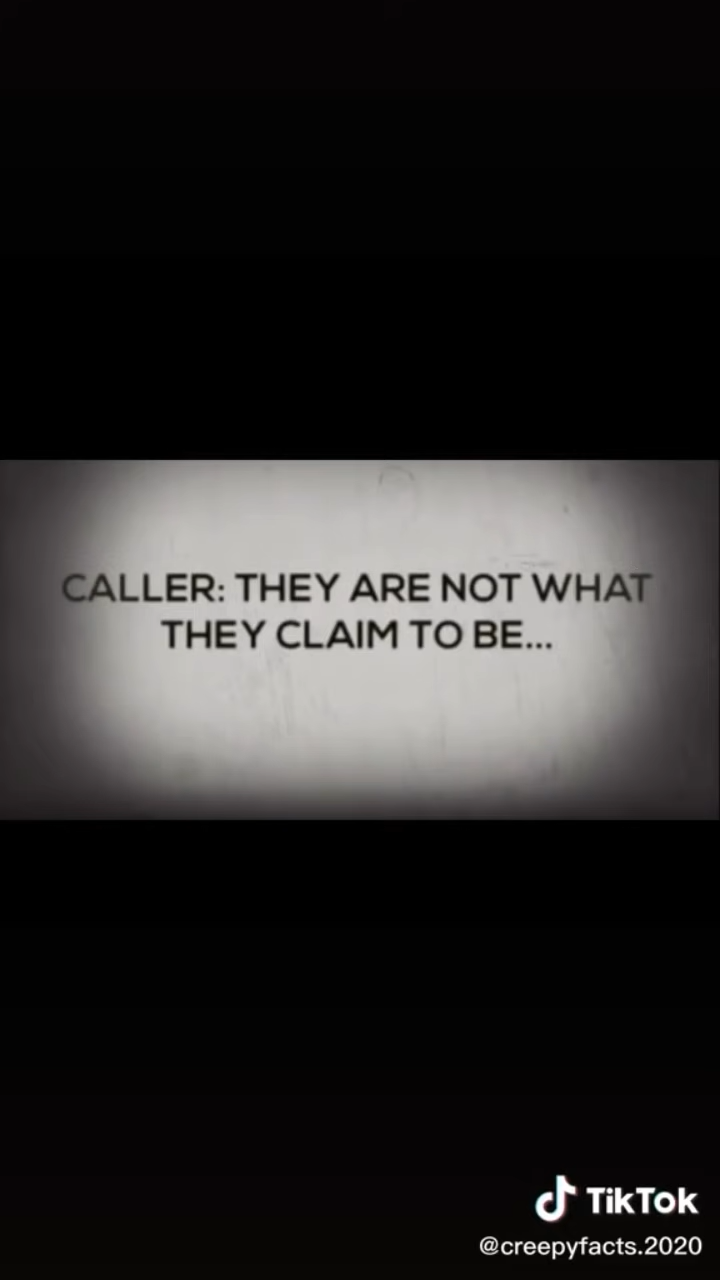 CALLER: THEY ARE NOT WHAT
THEY CLAIM TO BE...
TikTok
@creepyfacts.2020